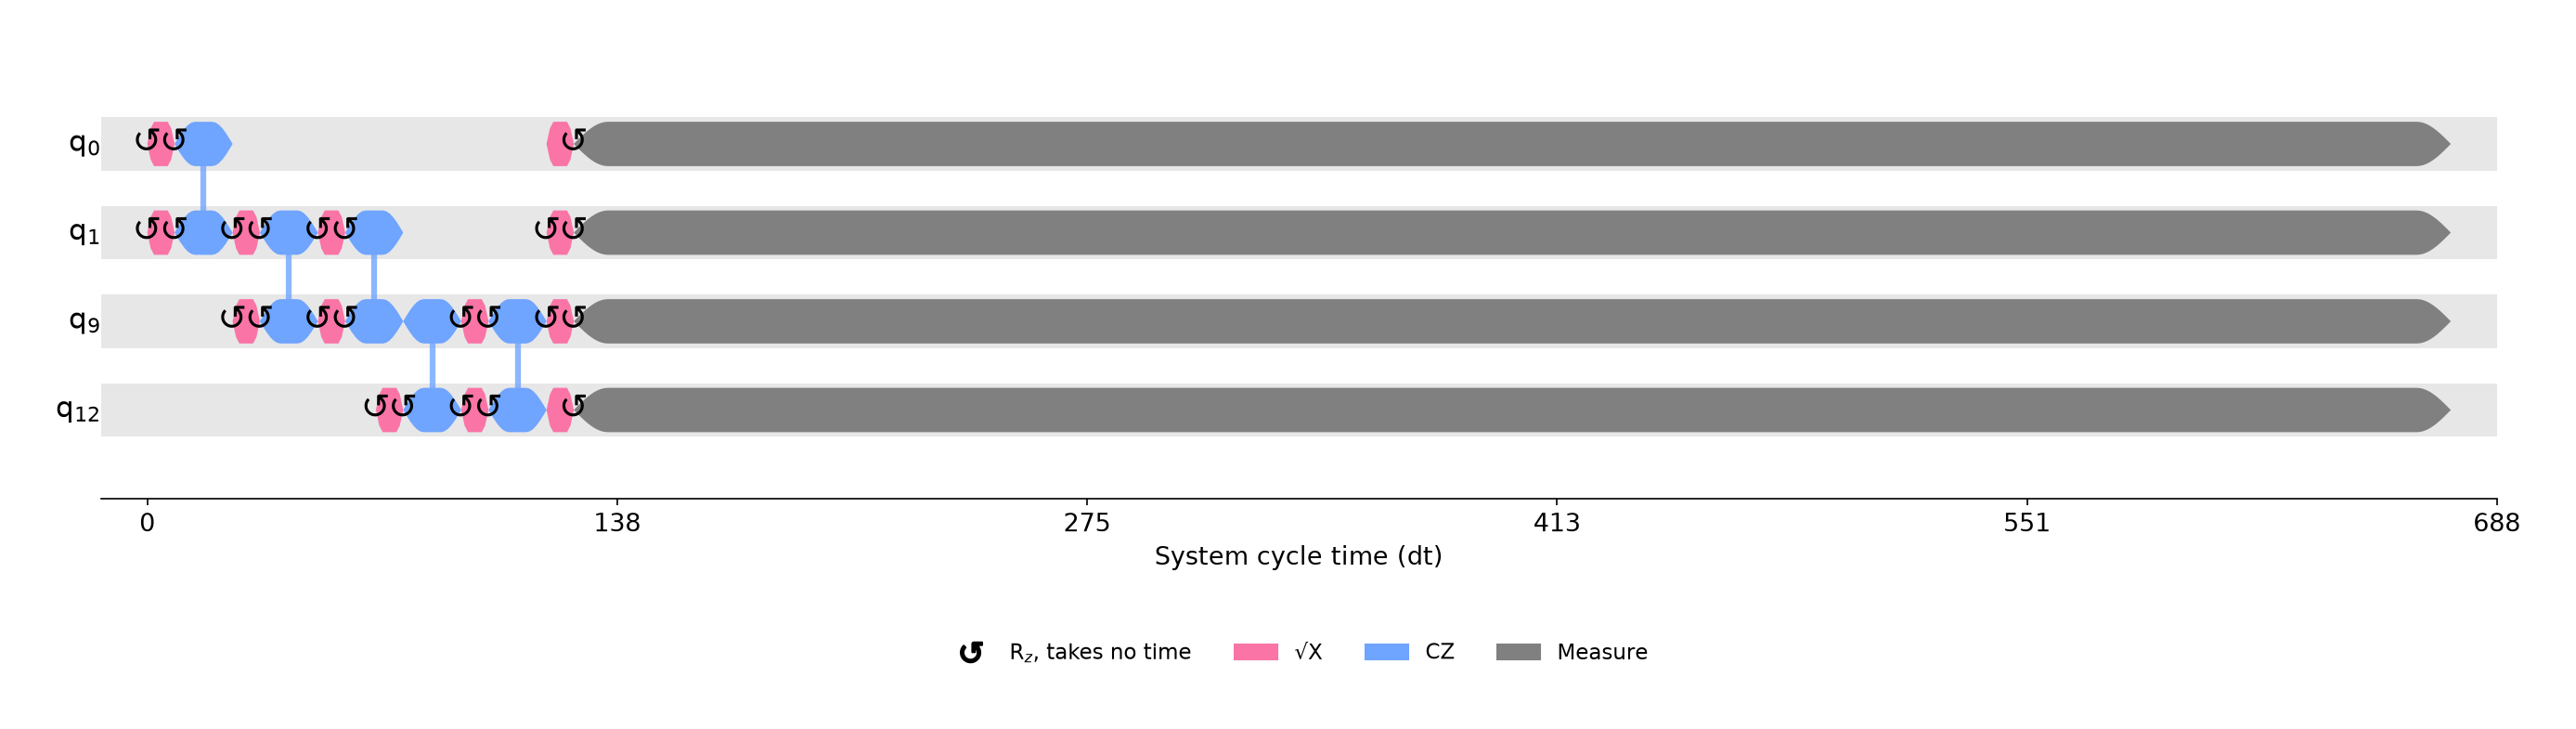 q0
q1
q9
q12
0 138 275 413 551 688
System cycle time (dt)
Rz, takes no time √X CZ Measure